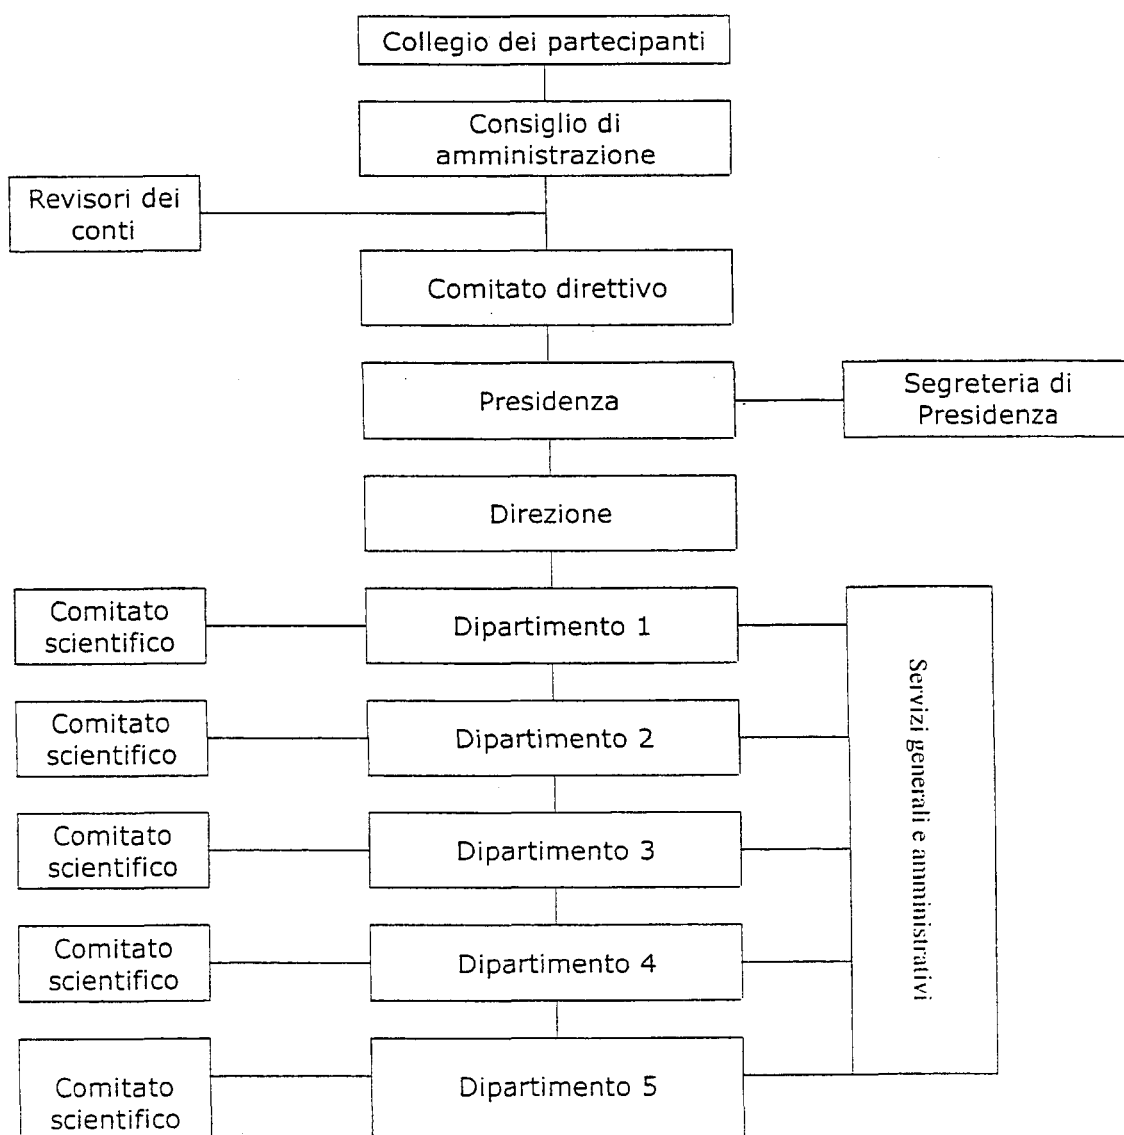 Collegio dei partecipanti
Consiglio di
amministrazione
Revisori dei
conti
Comitato direttivo
Presidenza
Segreteria di
Presidenza
Direzione
Comitato
scientifico
Dipartimento 1
Servizi generali e amministrativi
Comitato
scientifico
Dipartimento 2
Comitato
scientifico
Dipartimento 3
Comitato
scientifico
Dipartimento 4
Comitato
scientifico
Dipartimento 5